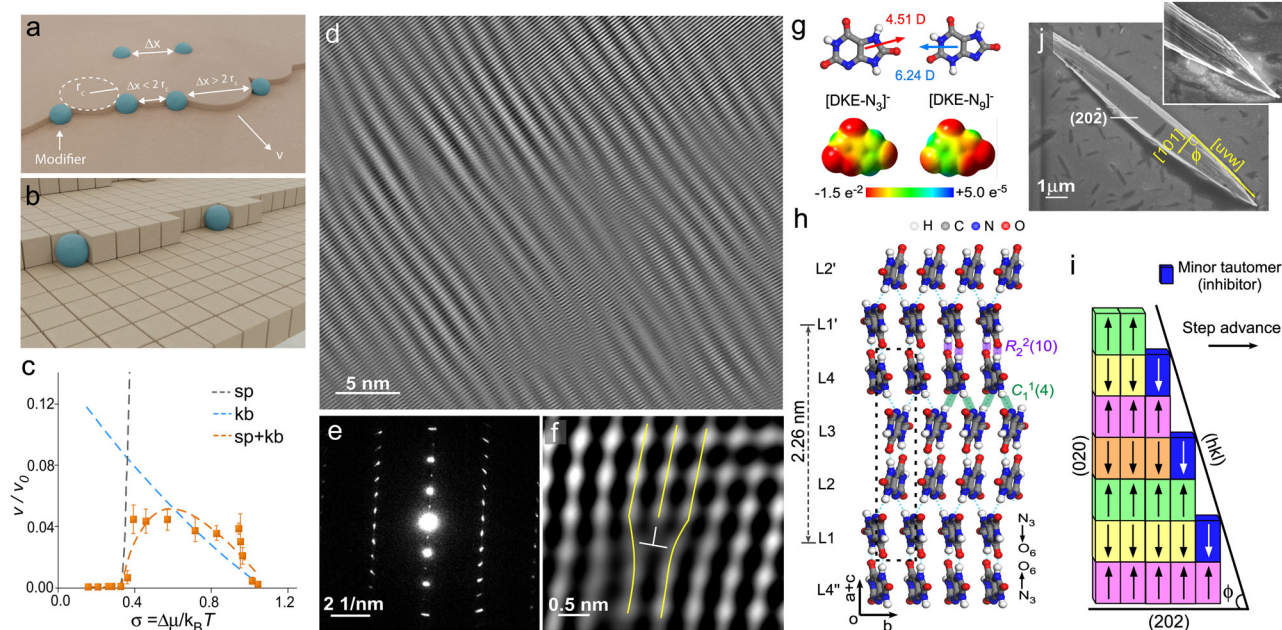 a
Δx
r_c
Δx < 2 r_c
Δx > 2 r_c
Modifier
v
b
c
sp
kb
sp+kb
v/v₀
0.12
0.08
0.04
0.00
0.0
0.4
0.8
1.2
σ =Δμ/k_BT
d
5 nm
e
2 1/nm
f
0.5 nm
g
4.51 D
6.24 D
[DKE-N₃]⁻
[DKE-N₉]⁻
-1.5 e⁻²
+5.0 e⁻⁵
h
H C N O
L2'
L1'
L4
L3
L2
L1
L4"
2.26 nm
R₂²(10)
C₁¹(4)
N₃
O₆
O₆
N₃
a+c
o
b
j
(202̄)
[101]
ϕ
[uvw]
1μm
i
Minor tautomer
(inhibitor)
Step advance
(020)
(hkl)
(202)
ϕ